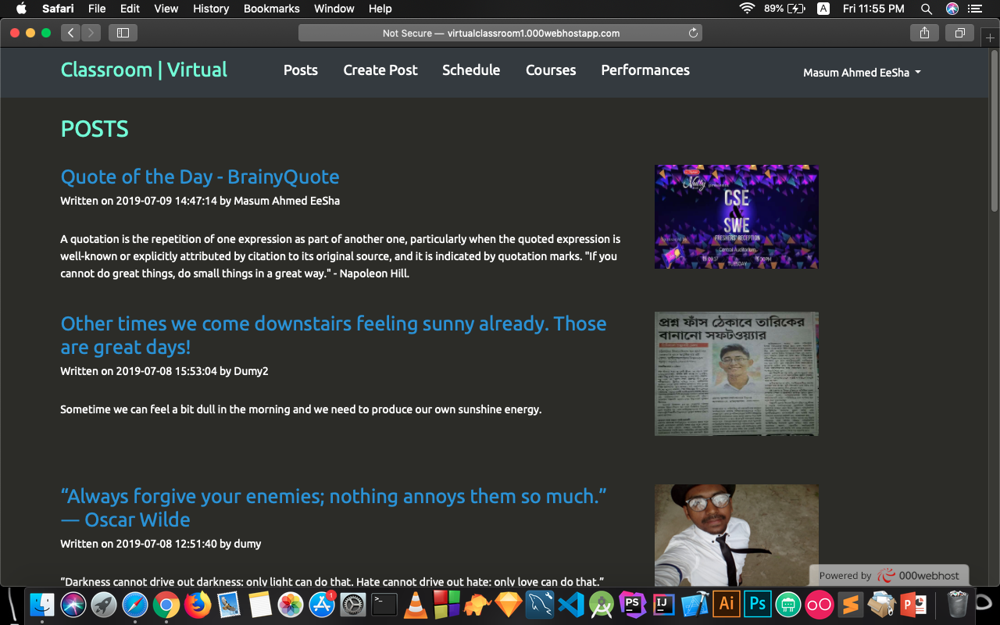 Safari File Edit View History Bookmarks Window Help 89% A Fri 11:55 PM
Not Secure — virtualclassroom1.000webhostapp.com
Classroom | Virtual Posts Create Post Schedule Courses Performances Masum Ahmed EeSha
POSTS
Quote of the Day - BrainyQuote
Written on 2019-07-09 14:47:14 by Masum Ahmed EeSha
A quotation is the repetition of one expression as part of another one, particularly when the quoted expression is
well-known or explicitly attributed by citation to its original source, and it is indicated by quotation marks. "If you
cannot do great things, do small things in a great way." - Napoleon Hill.
Nutty presents
CSE
&
SWE
FRESHERS' RECEPTION
Central Auditorium
19.09.17
TUESDAY
Other times we come downstairs feeling sunny already. Those
are great days!
Written on 2019-07-08 15:53:04 by Dumy2
Sometime we can feel a bit dull in the morning and we need to produce our own sunshine energy.
প্রশ্ন ফাঁস ঠেকাবে তারিকের
বানানো সফটওয়্যার
“Always forgive your enemies; nothing annoys them so much.”
— Oscar Wilde
Written on 2019-07-08 12:51:40 by dumy
“Darkness cannot drive out darkness: only light can do that. Hate cannot drive out hate: only love can do that.”
Powered by 000webhost
1
PS
IJ
Ai
Ps
P